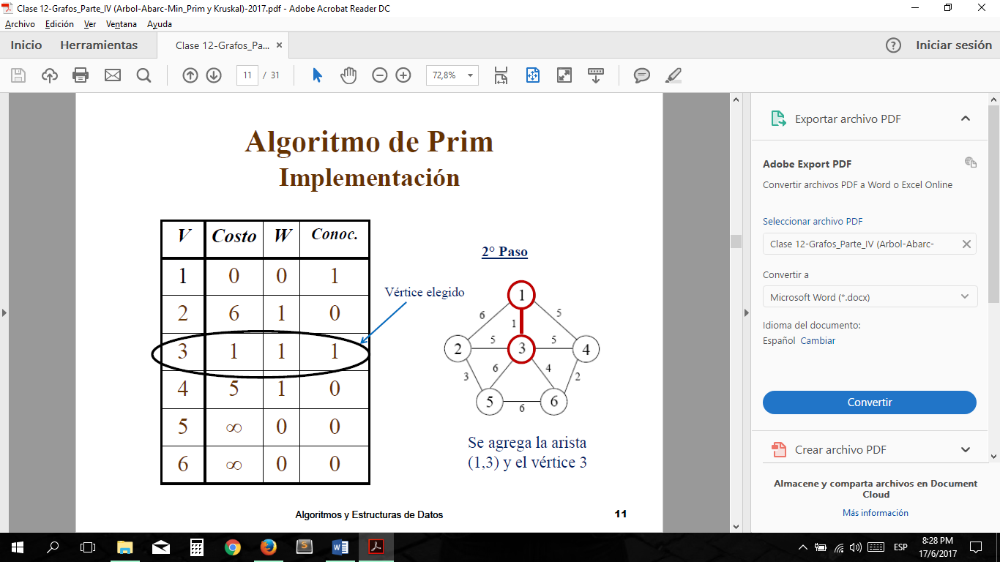 Clase 12-Grafos_Parte_IV (Arbol-Abarc-Min_Prim y Kruskal)-2017.pdf - Adobe Acrobat Reader DC
Archivo Edición Ver Ventana Ayuda
Inicio Herramientas Clase 12-Grafos_Pa... Iniciar sesión
11 / 31 72,8%
Algoritmo de Prim
Implementación
V Costo W Conoc.
1 0 0 1
2 6 1 0
3 1 1 1
4 5 1 0
5 ∞ 0 0
6 ∞ 0 0
Vértice elegido
2° Paso
1
6 1 5
2 5 3 5 4
3 6 4 2
5 6 6
Se agrega la arista
(1,3) y el vértice 3
Algoritmos y Estructuras de Datos 11
Exportar archivo PDF
Adobe Export PDF
Convertir archivos PDF a Word o Excel Online
Seleccionar archivo PDF
Clase 12-Grafos_Parte_IV (Arbol-Abarc-
Convertir a
Microsoft Word (*.docx)
Idioma del documento:
Español Cambiar
Convertir
Crear archivo PDF
Almacene y comparta archivos en Document
Cloud
Más información
ESP
8:28 PM
17/6/2017